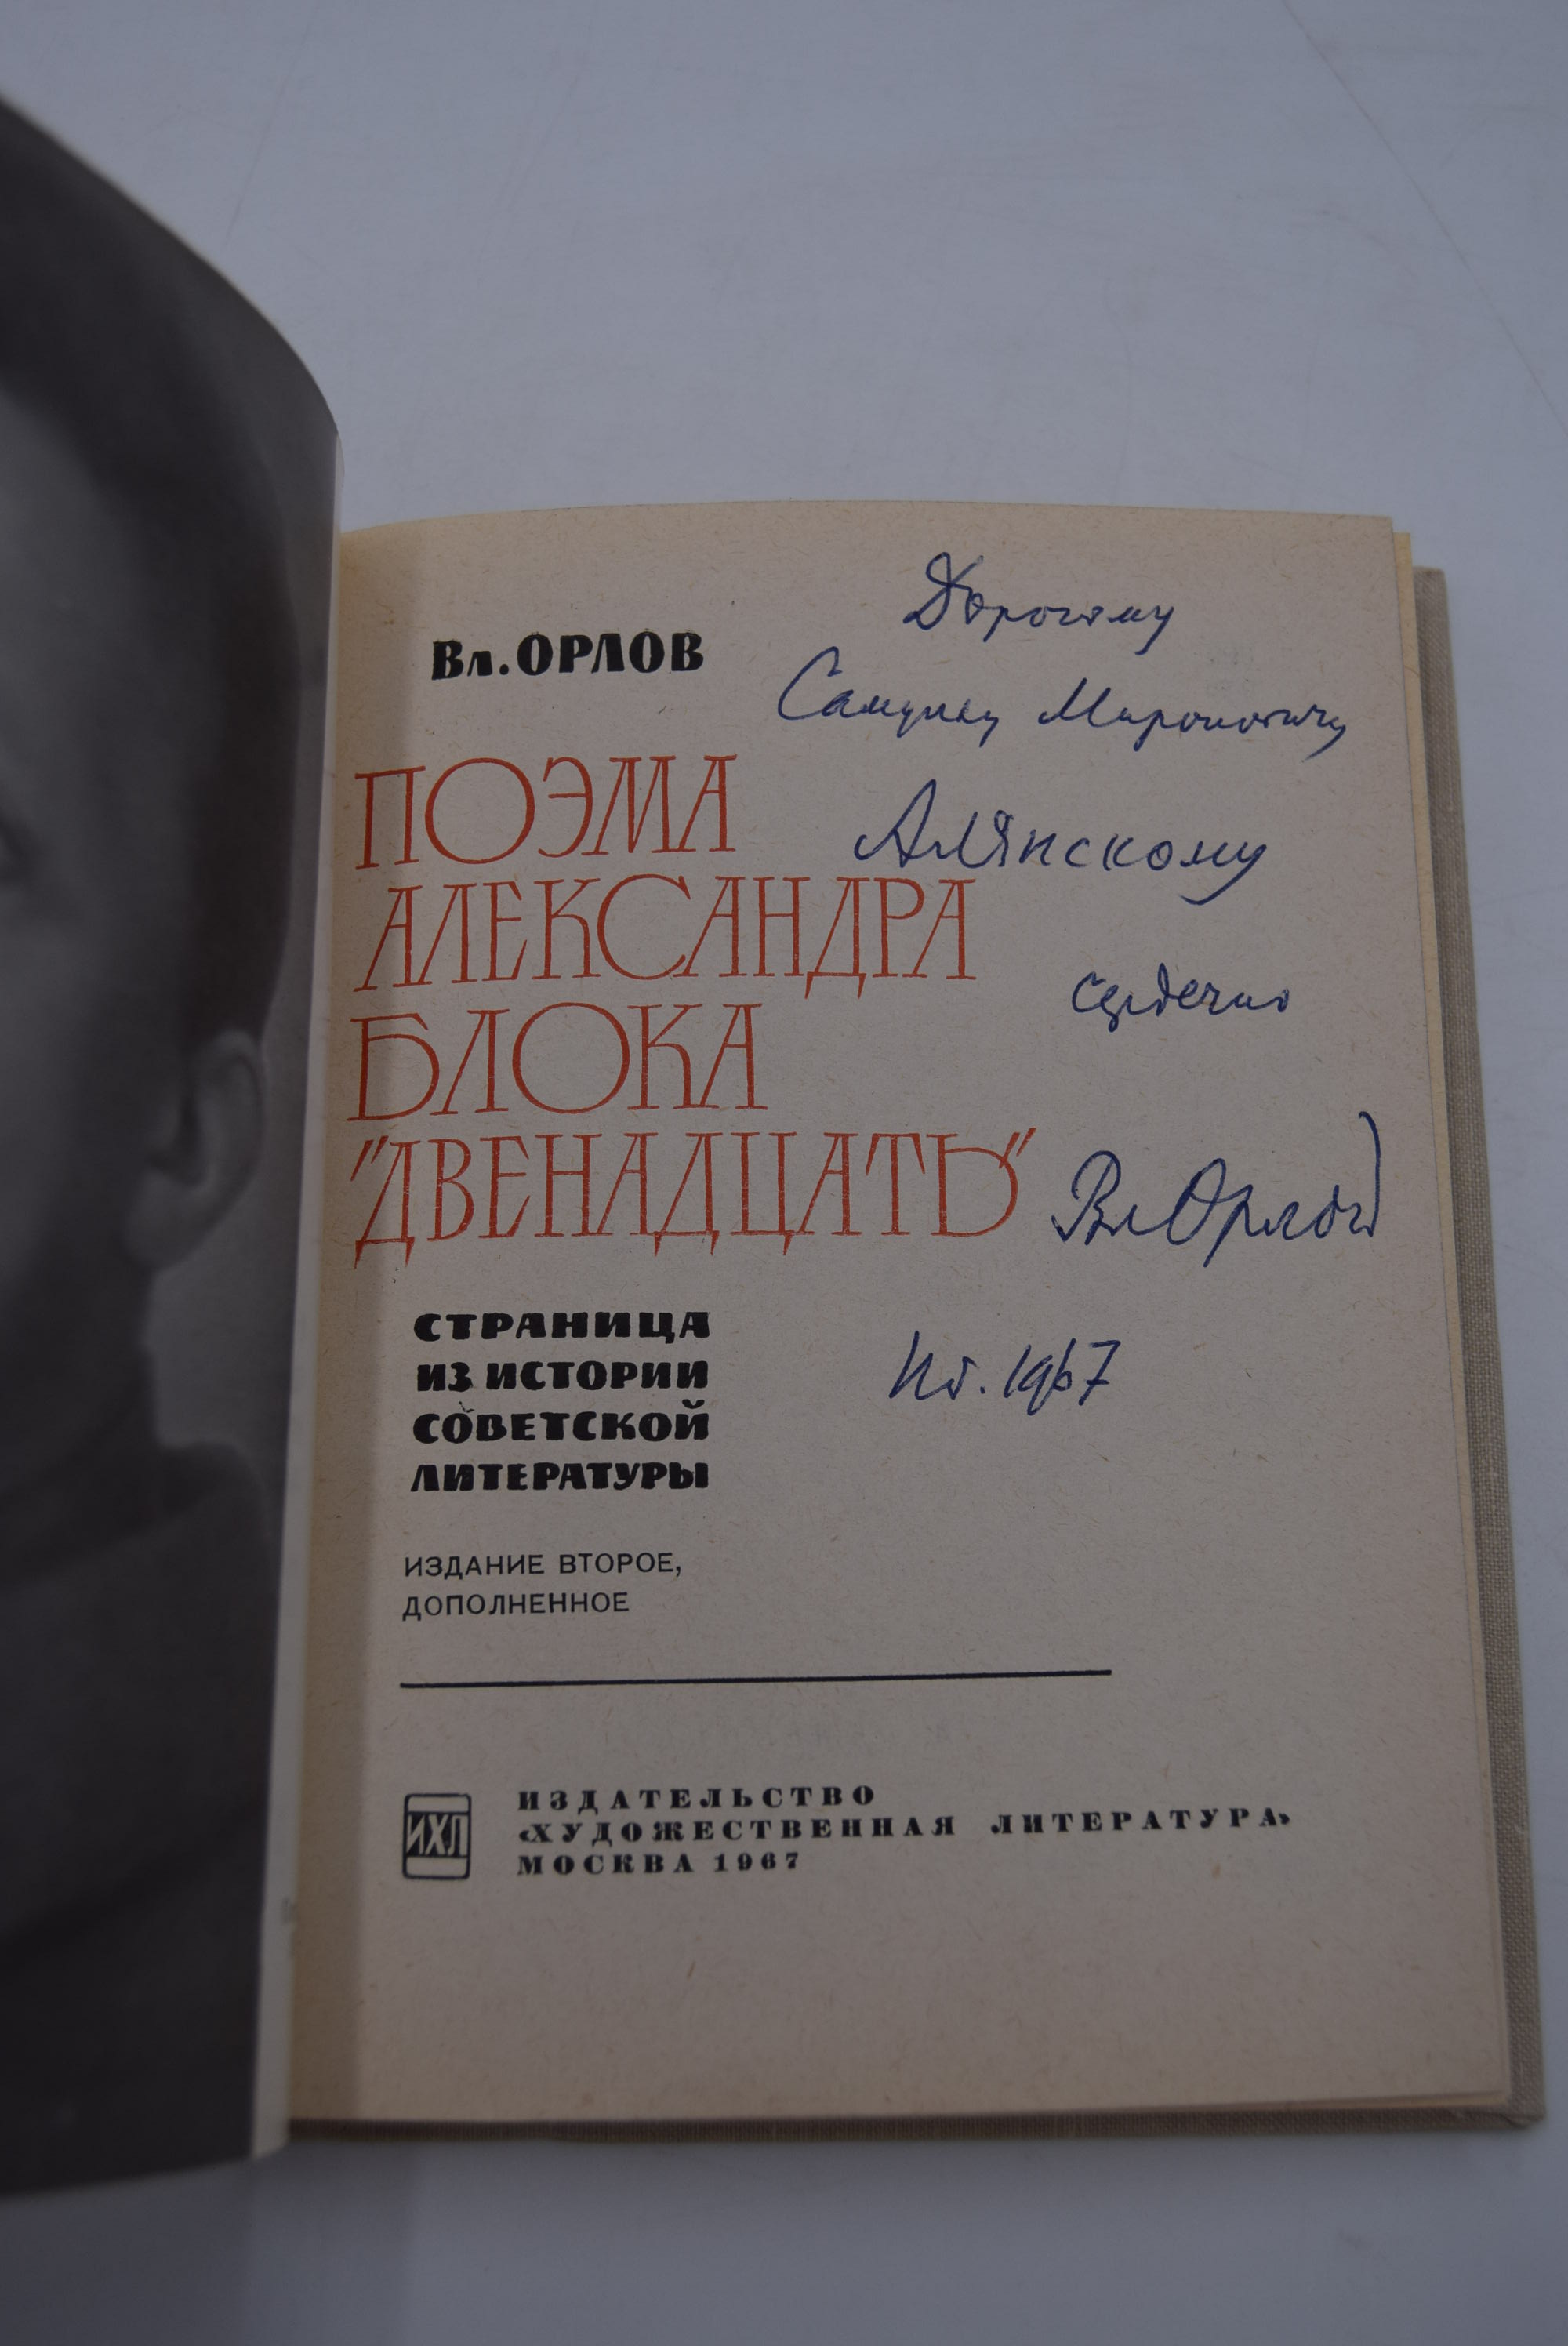 Дорогому
Самуилу Мироновичу
Алянскому
сердечно
Вл Орлов
1967
Вл. ОРЛОВ
ПОЭМА
АЛЕКСАНДРА
БЛОКА
"ДВЕНАДЦАТЬ"
СТРАНИЦА
ИЗ ИСТОРИИ
СОВЕТСКОЙ
ЛИТЕРАТУРЫ
ИЗДАНИЕ ВТОРОЕ,
ДОПОЛНЕННОЕ
ИХЛ
ИЗДАТЕЛЬСТВО
«ХУДОЖЕСТВЕННАЯ ЛИТЕРАТУРА»
МОСКВА 1967